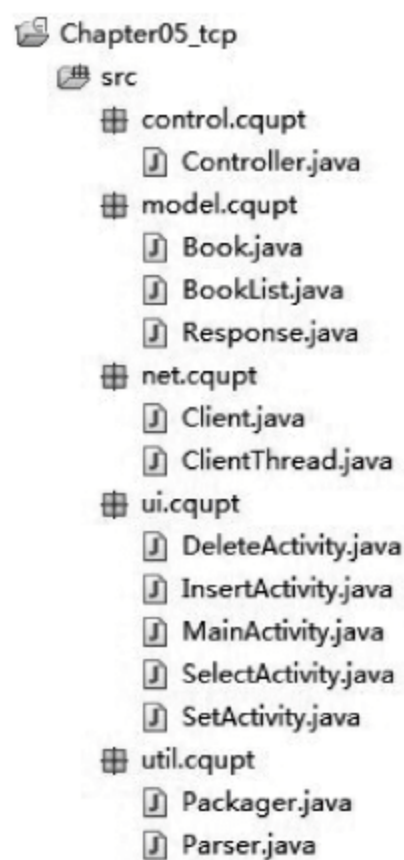 Chapter05_tcp
src
control.cqupt
Controller.java
model.cqupt
Book.java
BookList.java
Response.java
net.cqupt
Client.java
ClientThread.java
ui.cqupt
DeleteActivity.java
InsertActivity.java
MainActivity.java
SelectActivity.java
SetActivity.java
util.cqupt
Packager.java
Parser.java